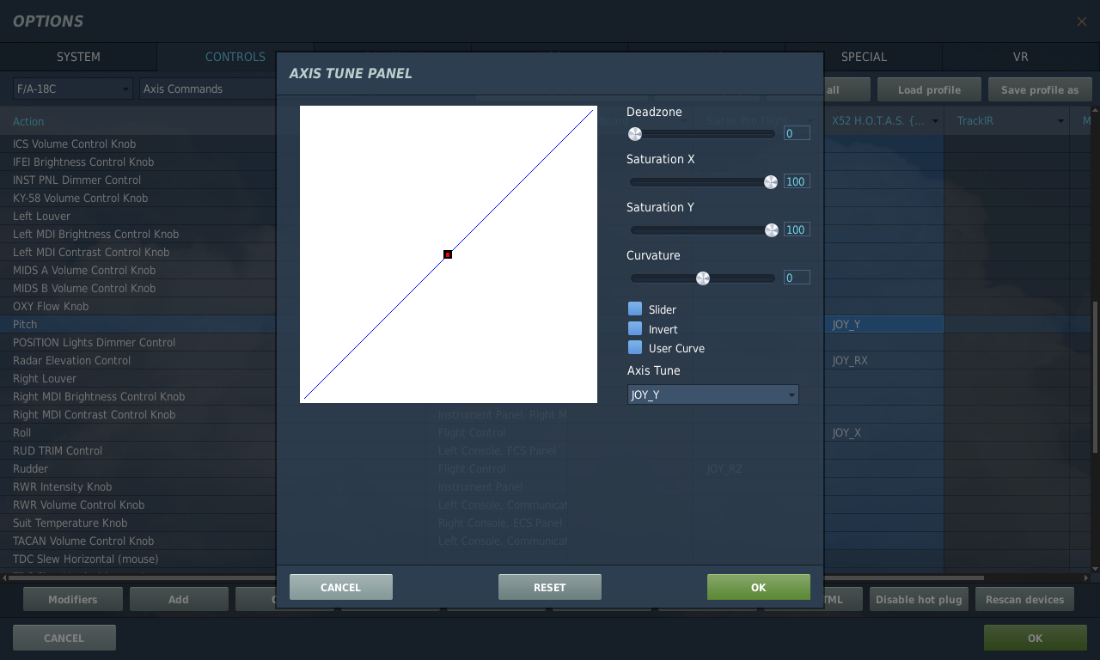 OPTIONS
SYSTEM CONTROLS SPECIAL VR
F/A-18C Axis Commands all Load profile Save profile as
AXIS TUNE PANEL
Action X52 H.O.T.A.S. {... TrackIR M
ICS Volume Control Knob
IFEI Brightness Control Knob
INST PNL Dimmer Control
KY-58 Volume Control Knob
Left Louver
Left MDI Brightness Control Knob
Left MDI Contrast Control Knob
MIDS A Volume Control Knob
MIDS B Volume Control Knob
OXY Flow Knob
Pitch JOY_Y
POSITION Lights Dimmer Control
Radar Elevation Control JOY_RX
Right Louver
Right MDI Brightness Control Knob
Right MDI Contrast Control Knob Instrument Panel, Right M
Roll Flight Control JOY_X
RUD TRIM Control Left Console, FCS Panel
Rudder Flight Control JOY_RZ
RWR Intensity Knob Instrument Panel
RWR Volume Control Knob Left Console, Communicat
Suit Temperature Knob Right Console, ECS Panel
TACAN Volume Control Knob Left Console, Communicat
TDC Slew Horizontal (mouse)
Deadzone
0
Saturation X
100
Saturation Y
100
Curvature
0
Slider
Invert
User Curve
Axis Tune
JOY_Y
CANCEL RESET OK
Modifiers Add C TML Disable hot plug Rescan devices
CANCEL OK